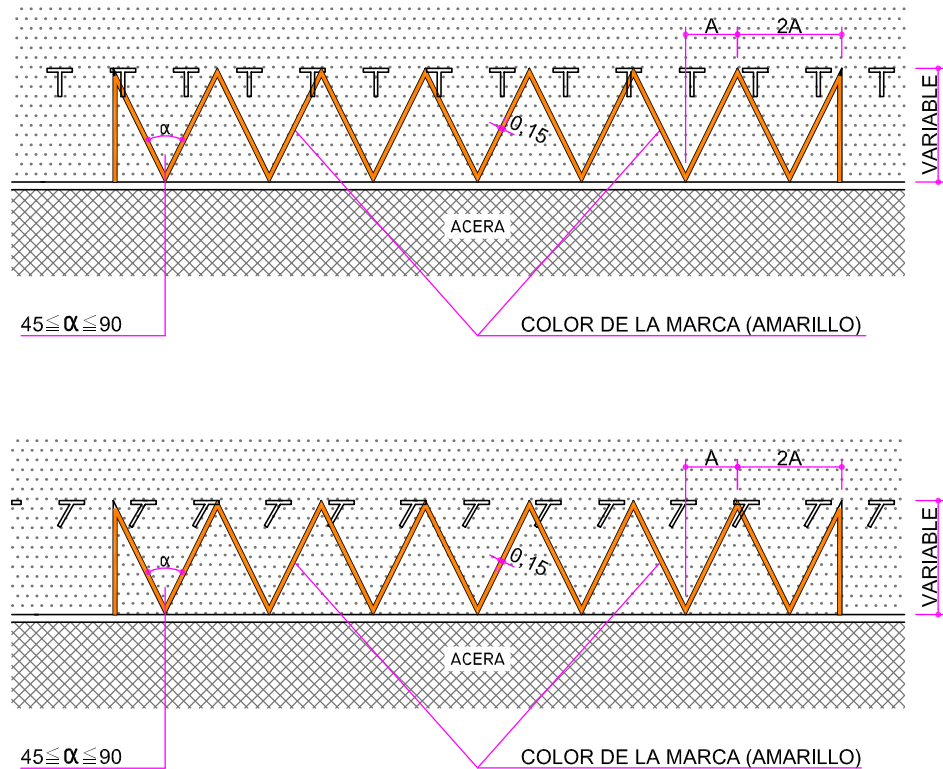 A 2A
VARIABLE
α
0,15
ACERA
45≦α≦90
COLOR DE LA MARCA (AMARILLO)
A 2A
VARIABLE
α
0,15
ACERA
45≦α≦90
COLOR DE LA MARCA (AMARILLO)